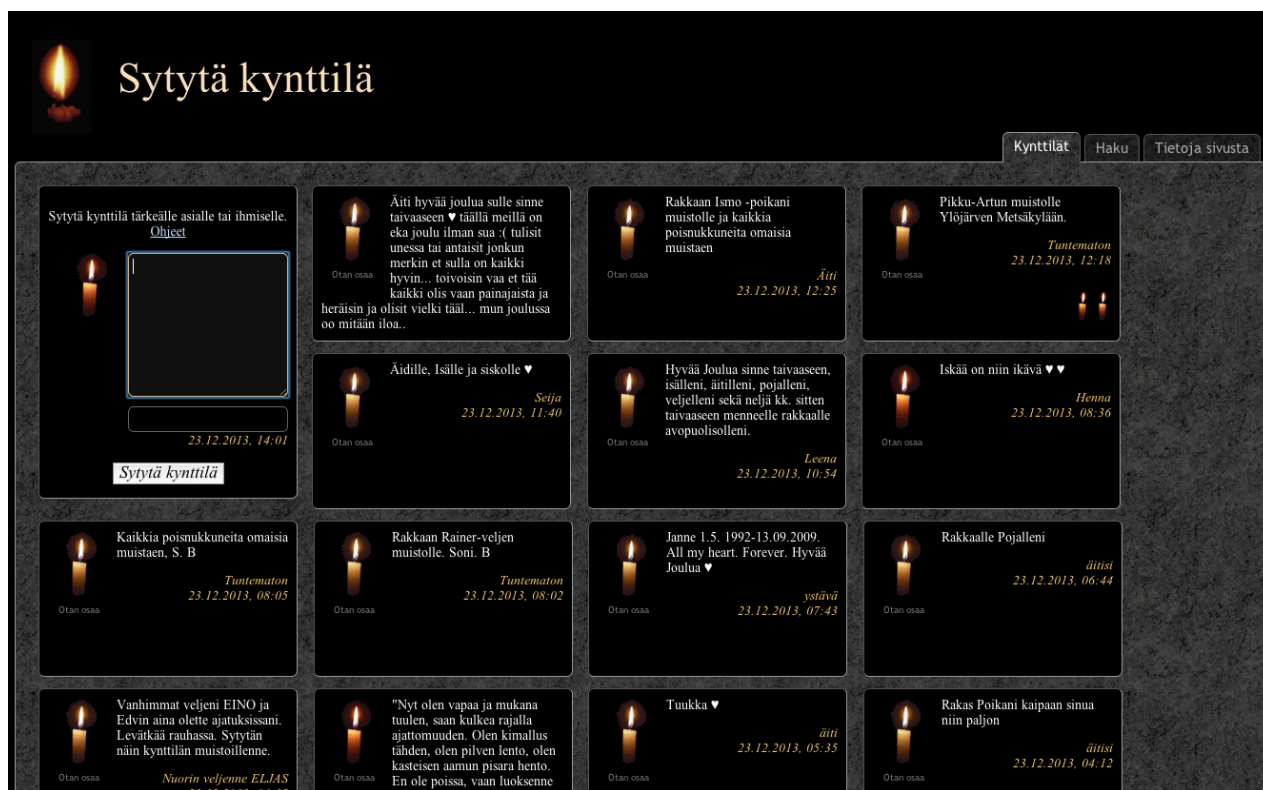 Sytytä kynttilä
Kynttilät
Haku
Tietoja sivusta
Sytytä kynttilä tärkeälle asialle tai ihmiselle.
Ohjeet
23.12.2013, 14:01
Sytytä kynttilä
Äiti hyvää joulua sulle sinne
taivaaseen ♥ täällä meillä on
eka joulu ilman sua :( tulisit
unessa tai antaisit jonkun
merkin et sulla on kaikki
hyvin... toivoisin vaa et tää
kaikki olis vaan painajaista ja
heräisin ja olisit vielki tääl... mun joulussa
oo mitään iloa..
Otan osaa
Rakkaan Ismo -poikani
muistolle ja kaikkia
poisnukkuneita omaisia
muistaen
Otan osaa
Äiti
23.12.2013, 12:25
Pikku-Artun muistolle
Ylöjärven Metsäkylään.
Otan osaa
Tuntematon
23.12.2013, 12:18
Äidille, Isälle ja siskolle ♥
Seija
23.12.2013, 11:40
Otan osaa
Hyvää Joulua sinne taivaaseen,
isälleni, äitilleni, pojalleni,
veljelleni sekä neljä kk. sitten
taivaaseen menneelle rakkaalle
avopuolisolleni.
Otan osaa
Leena
23.12.2013, 10:54
Iskää on niin ikävä ♥ ♥
Henna
23.12.2013, 08:36
Otan osaa
Kaikkia poisnukkuneita omaisia
muistaen, S. B
Tuntematon
23.12.2013, 08:05
Otan osaa
Rakkaan Rainer-veljen
muistolle. Soni. B
Tuntematon
23.12.2013, 08:02
Otan osaa
Janne 1.5. 1992-13.09.2009.
All my heart. Forever. Hyvää
Joulua ♥
ystävä
23.12.2013, 07:43
Otan osaa
Rakkaalle Pojalleni
äitisi
23.12.2013, 06:44
Otan osaa
Vanhimmat veljeni EINO ja
Edvin aina olette ajatuksissani.
Levätkää rauhassa. Sytytän
näin kynttilän muistoillenne.
Otan osaa
Nuorin veljenne ELJAS
"Nyt olen vapaa ja mukana
tuulen, saan kulkea rajalla
ajattomuuden. Olen kimallus
tähden, olen pilven lento, olen
kasteisen aamun pisara hento.
En ole poissa, vaan luoksenne
Otan osaa
Tuukka ♥
äiti
23.12.2013, 05:35
Otan osaa
Rakas Poikani kaipaan sinua
niin paljon
äitisi
23.12.2013, 04:12
Otan osaa